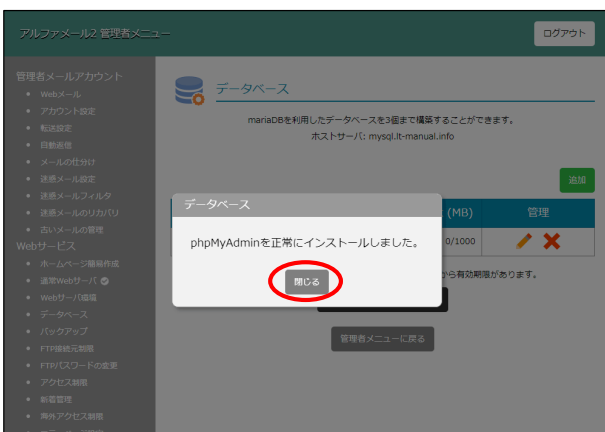 アルファメール2 管理者メニュー
ログアウト
管理者メールアカウント
Webメール
アカウント設定
転送設定
自動返信
メールの仕分け
迷惑メール設定
迷惑メールフィルタ
迷惑メールのリカバリ
古いメールの管理
Webサービス
ホームページ簡易作成
通常Webサーバ
Webサーバ環境
データベース
バックアップ
FTP接続元制限
FTPパスワードの変更
アクセス制限
新着管理
海外アクセス制限
データベース
mariaDBを利用したデータベースを3個まで構築することができます。
ホストサーバ: mysql.lt-manual.info
追加
(MB)
管理
0/1000
から有効期限があります。
管理者メニューに戻る
データベース
phpMyAdminを正常にインストールしました。
閉じる